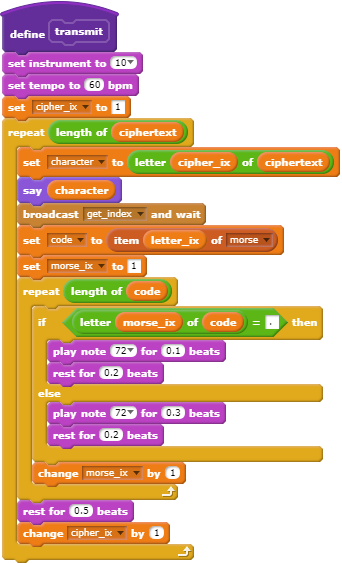 define transmit
set instrument to 10
set tempo to 60 bpm
set cipher_ix to 1
repeat length of ciphertext
set character to letter cipher_ix of ciphertext
say character
broadcast get_index and wait
set code to item letter_ix of morse
set morse_ix to 1
repeat length of code
if letter morse_ix of code = . then
play note 72 for 0.1 beats
rest for 0.2 beats
else
play note 72 for 0.3 beats
rest for 0.2 beats
change morse_ix by 1
rest for 0.5 beats
change cipher_ix by 1